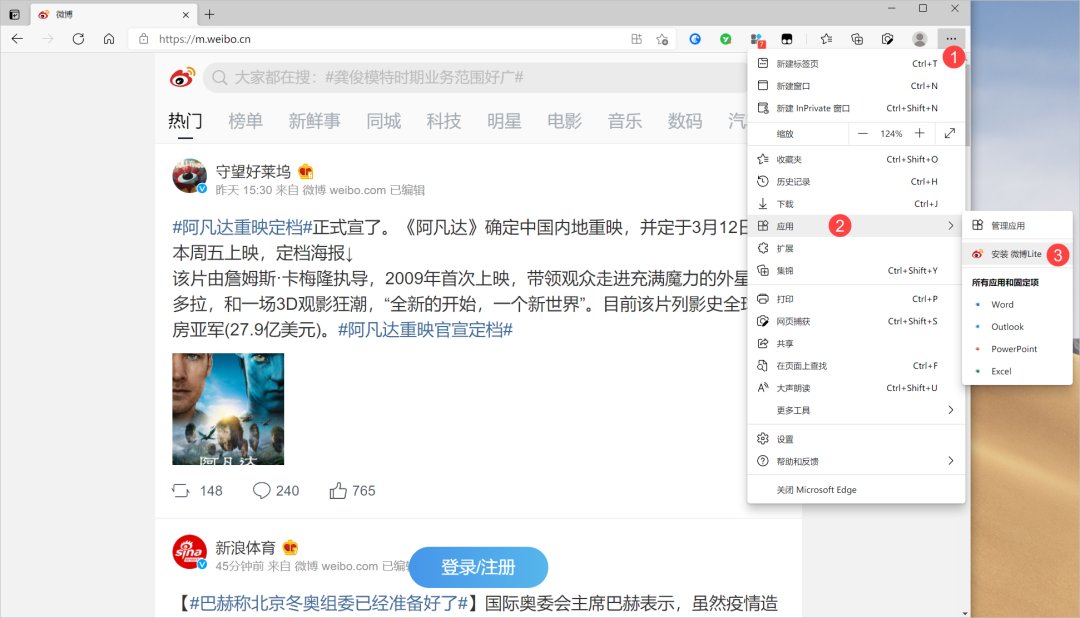 微博
https://m.weibo.cn
7
1
大家都在搜：#龚俊模特时期业务范围好广#
热门 榜单 新鲜事 同城 科技 明星 电影 音乐 数码 汽
守望好莱坞
昨天 15:30 来自 微博 weibo.com 已编辑
#阿凡达重映定档#正式宣了。《阿凡达》确定中国内地重映，并定于3月12日
本周五上映，定档海报↓
该片由詹姆斯·卡梅隆执导，2009年首次上映，带领观众走进充满魔力的外星
多拉，和一场3D观影狂潮，“全新的开始，一个新世界”。目前该片列影史全球
房亚军(27.9亿美元)。#阿凡达重映官宣定档#
阿凡达
148 240 765
sina
新浪体育
45分钟前 来自 微博 weibo.com 已编辑
登录/注册
【#巴赫称北京冬奥组委已经准备好了#】国际奥委会主席巴赫表示，虽然疫情造
新建标签页 Ctrl+T
新建窗口 Ctrl+N
新建 InPrivate 窗口 Ctrl+Shift+N
缩放 — 124% +
收藏夹 Ctrl+Shift+O
历史记录 Ctrl+H
下载 Ctrl+J
应用 2
扩展
集锦 Ctrl+Shift+Y
打印 Ctrl+P
网页捕获 Ctrl+Shift+S
共享
在页面上查找 Ctrl+F
大声朗读 Ctrl+Shift+U
更多工具
设置
帮助和反馈
关闭 Microsoft Edge
管理应用
安装 微博Lite 3
所有应用和固定项
Word
Outlook
PowerPoint
Excel